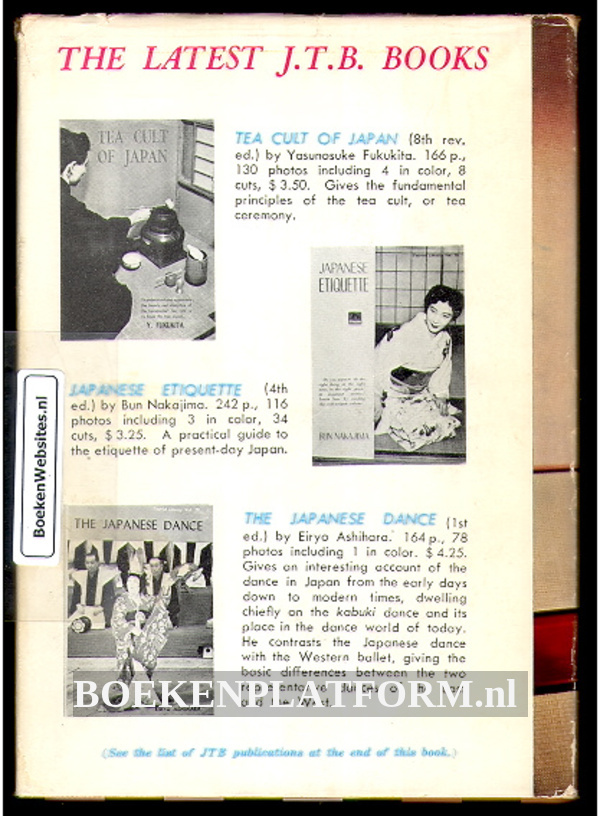 THE LATEST J.T.B. BOOKS
TEA CULT
OF JAPAN
Y. FUKUKITA
TEA CULT OF JAPAN (8th rev.
ed.) by Yasunosuke Fukukita. 166 p.,
130 photos including 4 in color, 8
cuts, $ 3.50. Gives the fundamental
principles of the tea cult, or tea
ceremony.
JAPANESE
ETIQUETTE
BUN NAKAJIMA
JAPANESE ETIQUETTE (4th
ed.) by Bun Nakajima. 242 p., 116
photos including 3 in color, 34
cuts, $ 3.25. A practical guide to
the etiquette of present-day Japan.
BoekenWebsites.nl
THE JAPANESE DANCE
THE JAPANESE DANCE (1st
ed.) by Eiryo Ashihara. 164 p., 78
photos including 1 in color. $ 4.25.
Gives an interesting account of the
dance in Japan from the early days
down to modern times, dwelling
chiefly on the kabuki dance and its
place in the dance world of today.
He contrasts the Japanese dance
with the Western ballet, giving the
basic differences between the two
and the West.
BOEKENPLATFORM.nl
(See the list of JTB publications at the end of this book.)